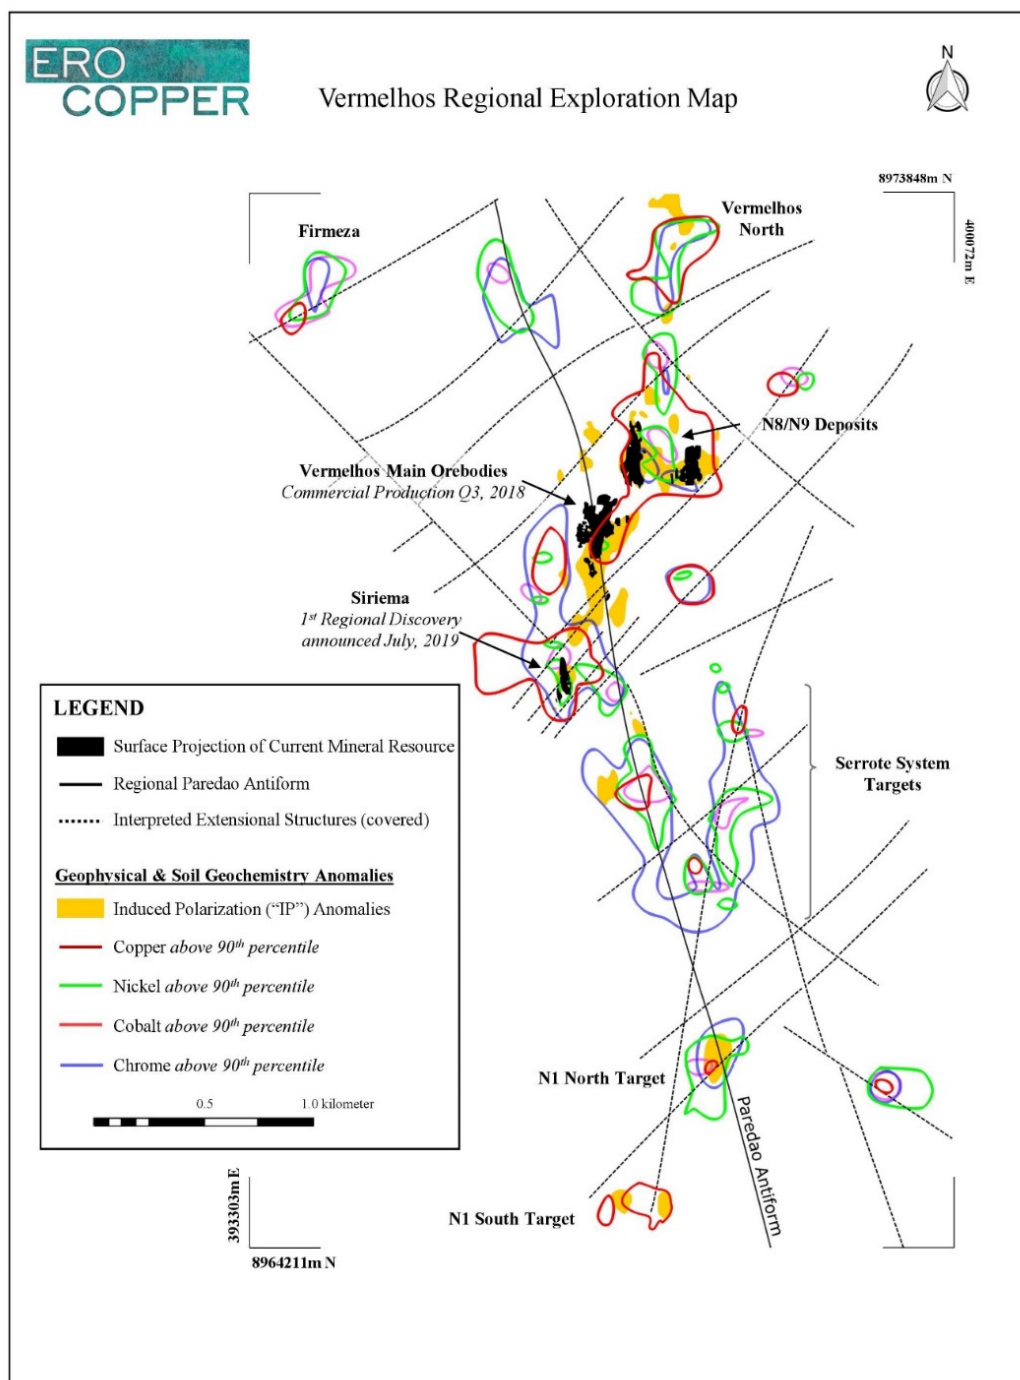 ERO
COPPER
Vermelhos Regional Exploration Map
N
8973848m N
400072m E
Firmeza
Vermelhos
North
N8/N9 Deposits
Vermelhos Main Orebodies
Commercial Production Q3, 2018
Siriema
1st Regional Discovery
announced July, 2019
LEGEND
Surface Projection of Current Mineral Resource
Regional Paredao Antiform
Interpreted Extensional Structures (covered)
Geophysical & Soil Geochemistry Anomalies
Induced Polarization (“IP”) Anomalies
Copper above 90th percentile
Nickel above 90th percentile
Cobalt above 90th percentile
Chrome above 90th percentile
0.5
1.0 kilometer
Serrote System
Targets
N1 North Target
Paredao Antiform
N1 South Target
393303m E
8964211m N